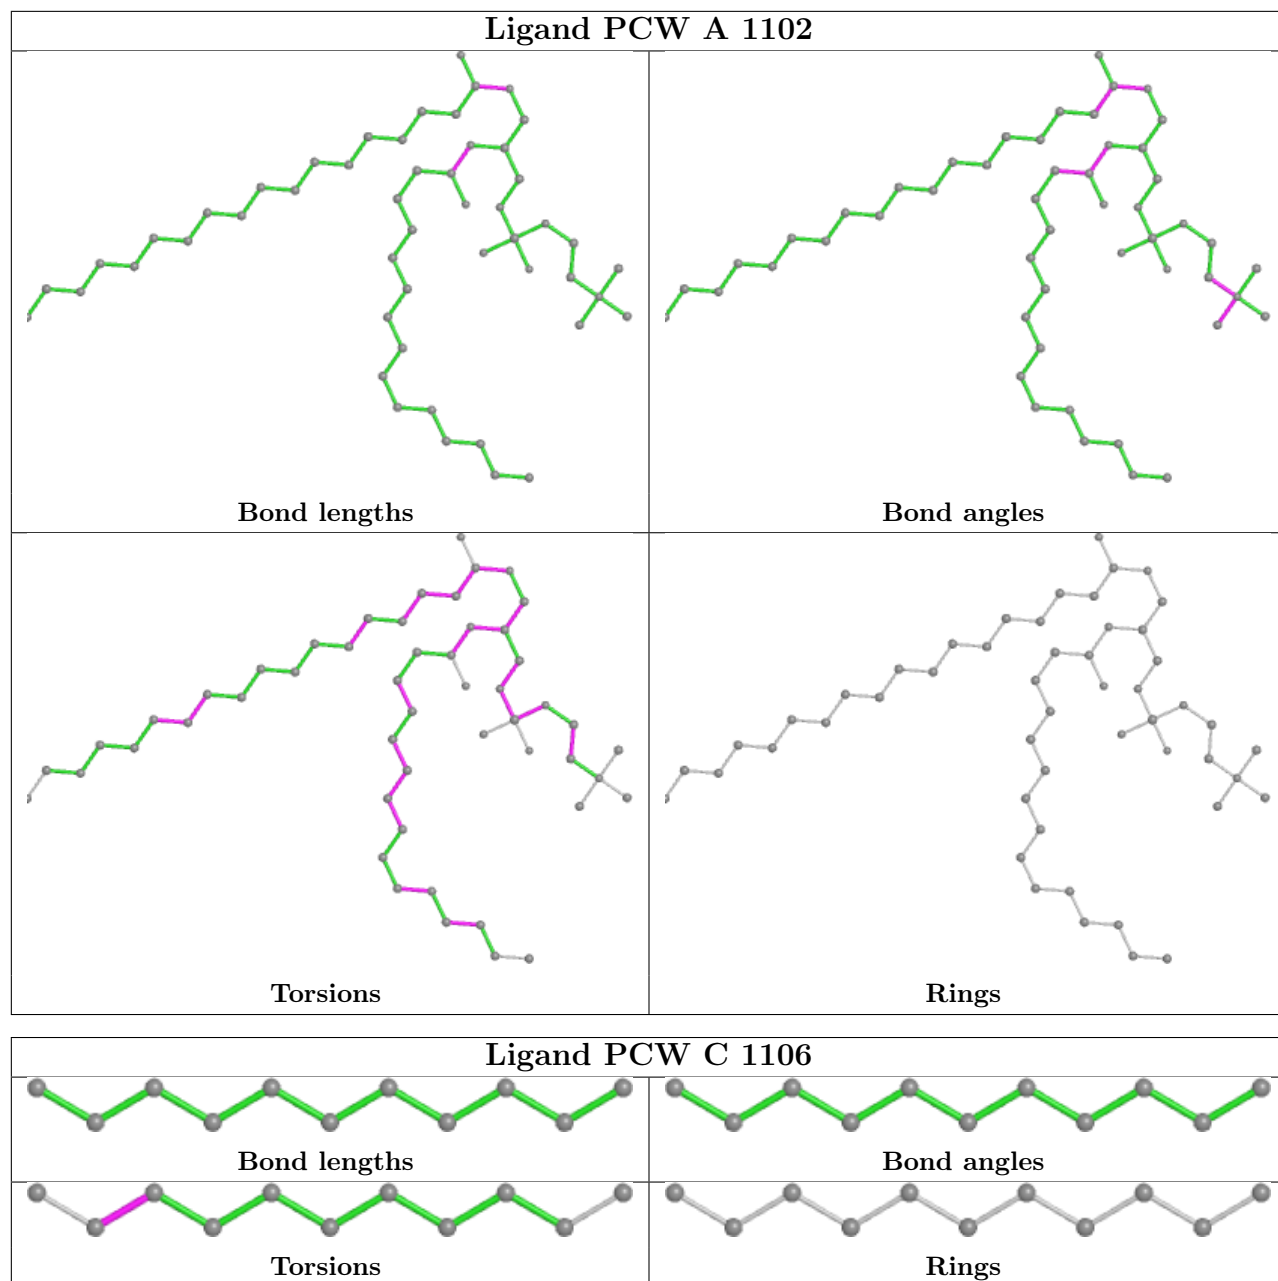 Ligand PCW A 1102
Bond lengths
Bond angles
Torsions
Rings
Ligand PCW C 1106
Bond lengths
Bond angles
Torsions
Rings